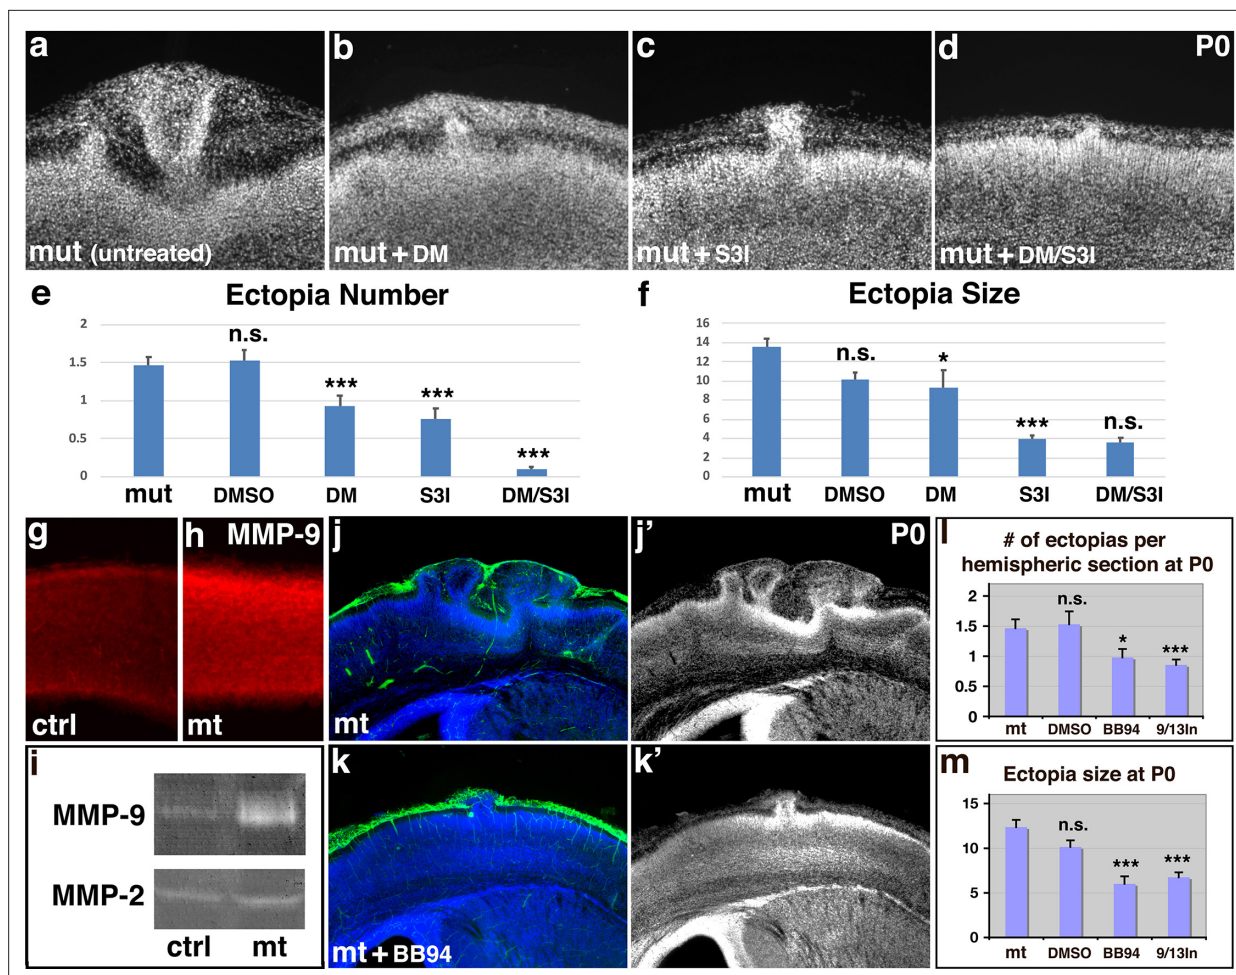 a
b
c
d P0
mut (untreated)
mut + DM
mut + S3I
mut + DM/S3I
e Ectopia Number
2
1.5
1
0.5
0
n.s.
***
***
***
mut DMSO DM S3I DM/S3I
f Ectopia Size
16
14
12
10
8
6
4
2
0
n.s.
*
***
n.s.
mut DMSO DM S3I DM/S3I
g
ctrl
h MMP-9
mt
i
MMP-9
MMP-2
ctrl mt
j
mt
j’ P0
k
mt + BB94
k’
l
# of ectopias per
hemispheric section at P0
2
1.5
1
0.5
0
n.s.
*
***
mt DMSO BB94 9/13In
m
Ectopia size at P0
15
10
5
0
n.s.
***
***
mt DMSO BB94 9/13In